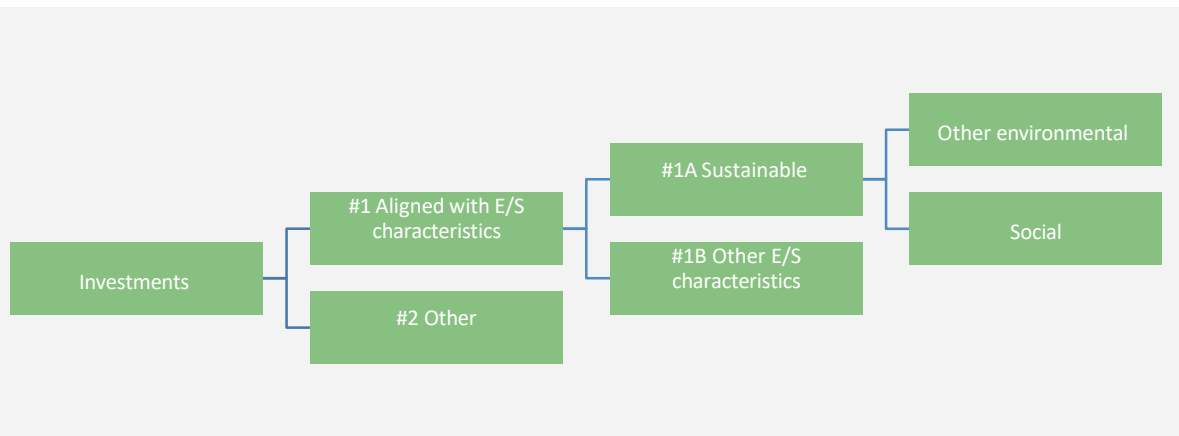 Investments
#1 Aligned with E/S
characteristics
#2 Other
#1A Sustainable
#1B Other E/S
characteristics
Other environmental
Social